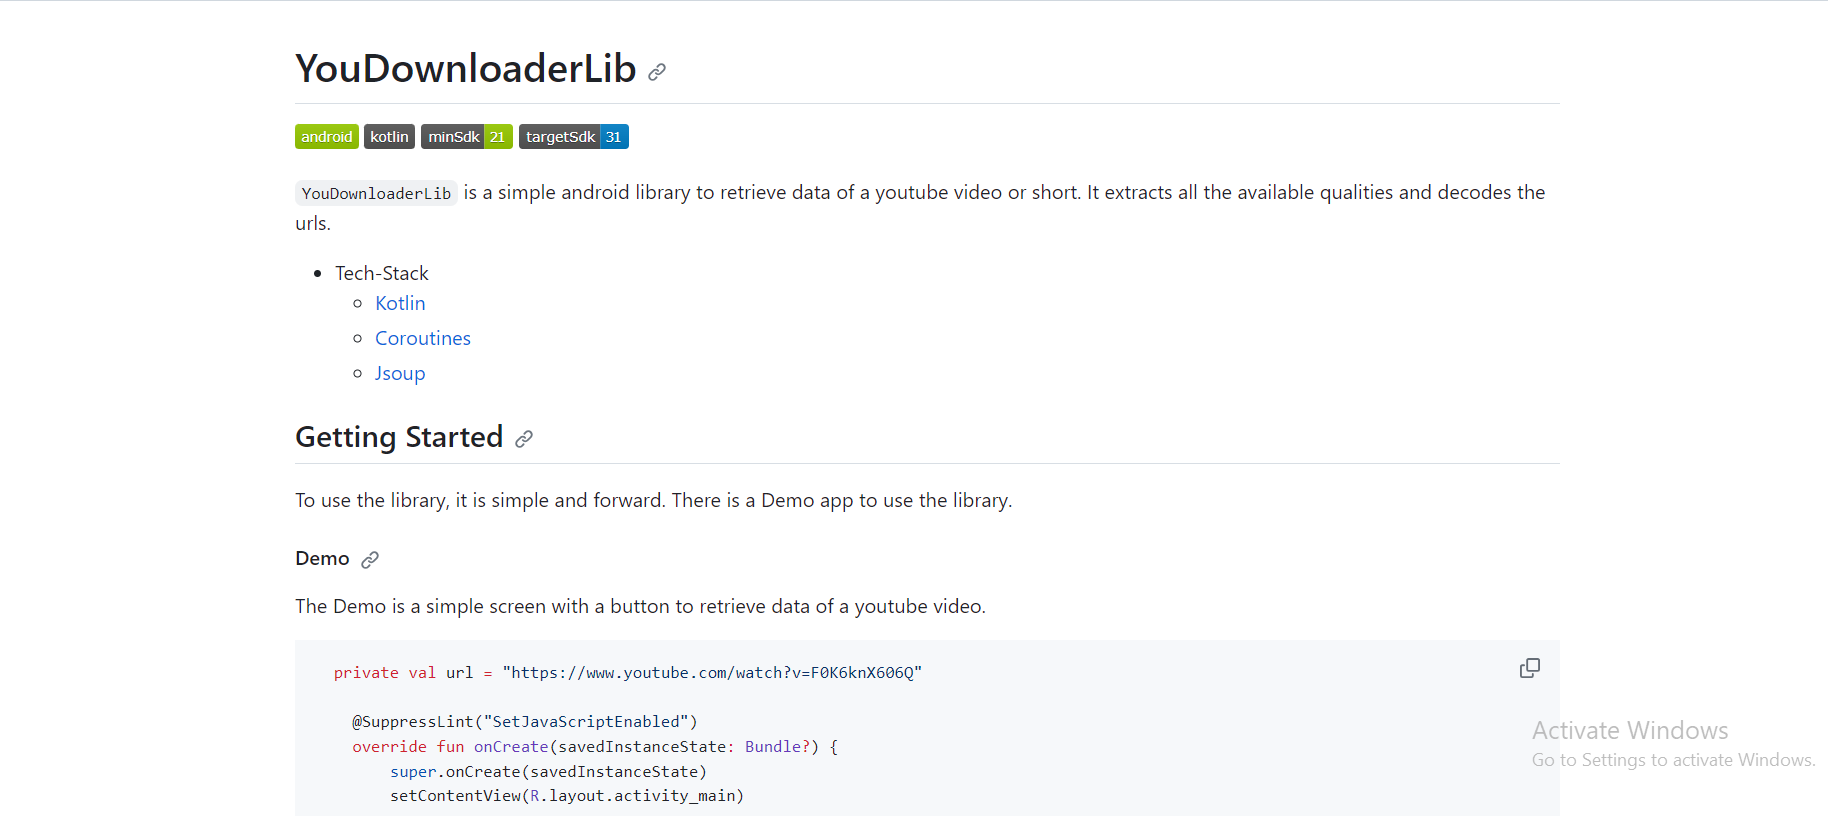 YouDownloaderLib
android kotlin minSdk 21 targetSdk 31
YouDownloaderLib is a simple android library to retrieve data of a youtube video or short. It extracts all the available qualities and decodes the
urls.
Tech-Stack
Kotlin
Coroutines
Jsoup
Getting Started
To use the library, it is simple and forward. There is a Demo app to use the library.
Demo
The Demo is a simple screen with a button to retrieve data of a youtube video.
private val url = "https://www.youtube.com/watch?v=F0K6knX606Q"
@SuppressLint("SetJavaScriptEnabled")
override fun onCreate(savedInstanceState: Bundle?) {
super.onCreate(savedInstanceState)
setContentView(R.layout.activity_main)
Activate Windows
Go to Settings to activate Windows.